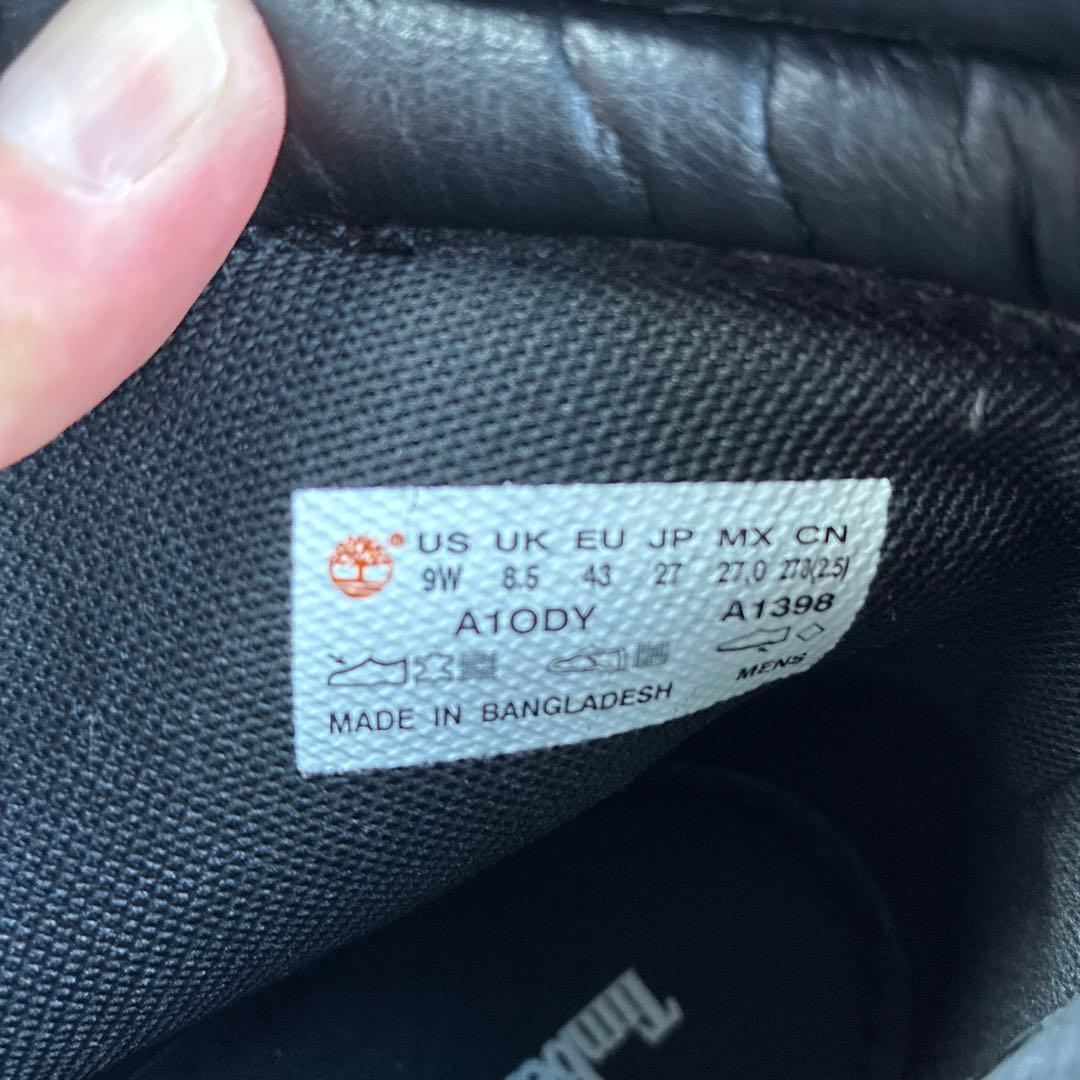 US UK EU JP MX CN
9W 8.5 43 27 27.0 270(2.5)
A1ODY A1398
MENS
MADE IN BANGLADESH